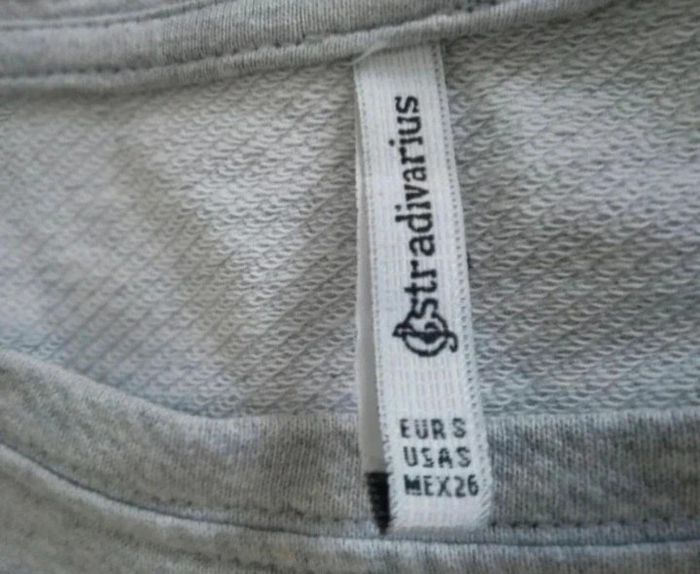 stradivarius
EUR S
USA S
MEX 26